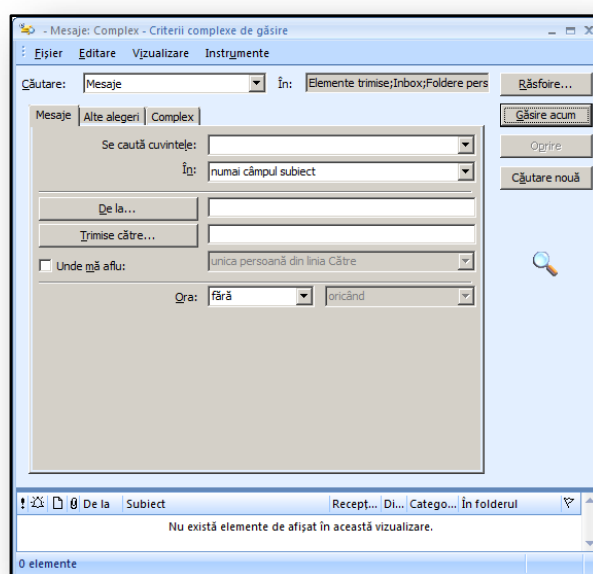 - Mesaje: Complex - Criterii complexe de găsire
Fișier Editare Vizualizare Instrumente
Căutare: Mesaje În: Elemente trimise;Inbox;Foldere pers Răsfoire...
Mesaje Alte alegeri Complex Găsire acum
Se caută cuvintele: Oprire
În: numai câmpul subiect Căutare nouă
De la...
Trimise către...
Unde mă aflu: unica persoană din linia Către
Ora: fără oricând
De la Subiect Recepț... Di... Catego... În folderul
Nu există elemente de afișat în această vizualizare.
0 elemente